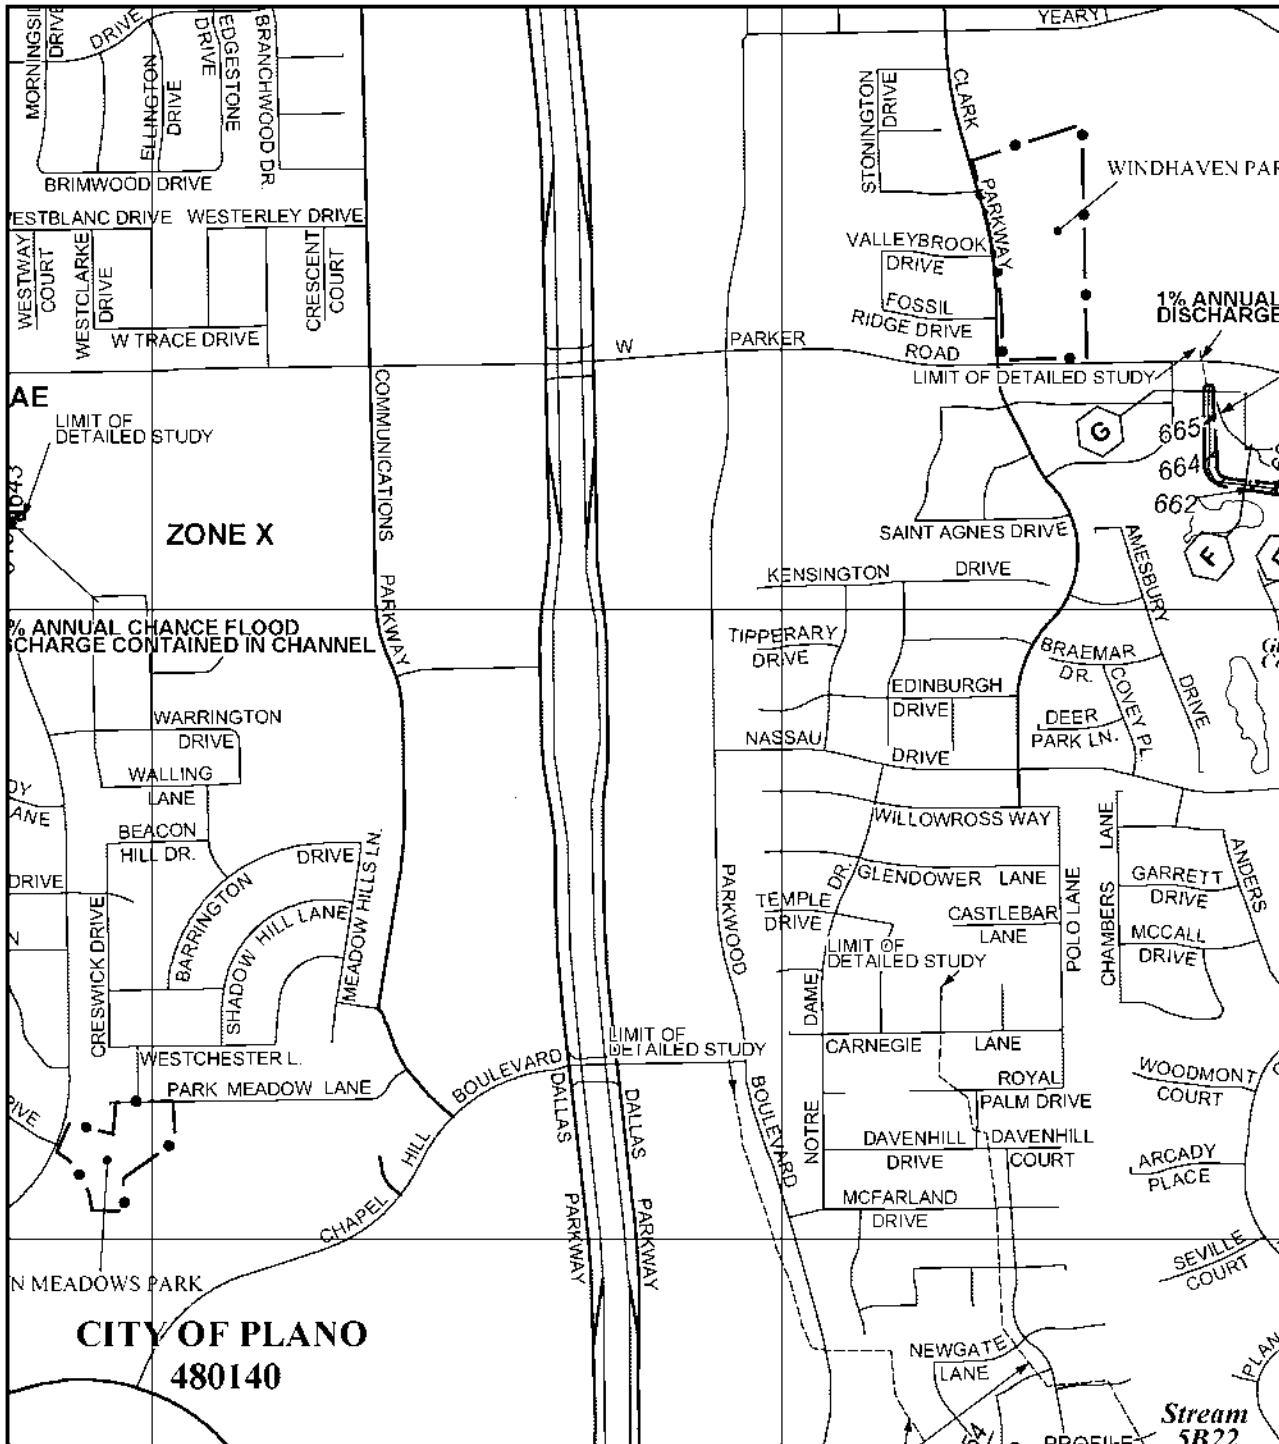 MORNINGSID
DRIVE
DRIVE
ELLINGTON
DRIVE
DRIVE
EDGESTONE
BRANCHWOOD DR.
BRIMWOOD DRIVE
YEARY
CLARK
PARKWAY
STONINGTON
DRIVE
WINDHAVEN PAR
ESTBLANC DRIVE
WESTERLEY DRIVE
WESTWAY
COURT
WESTCLARKE
DRIVE
CRESCENT
COURT
W TRACE DRIVE
VALLEYBROOK
DRIVE
FOSSIL
RIDGE DRIVE
1% ANNUAL
DISCHARGE
W
PARKER
ROAD
LIMIT OF DETAILED STUDY
AE
LIMIT OF
DETAILED STUDY
643
COMMUNICATIONS
PARKWAY
ZONE X
G
665
664
662
F
SAINT AGNES DRIVE
AMESBURY
DRIVE
KENSINGTON
DRIVE
% ANNUAL CHANCE FLOOD
SCHARGE CONTAINED IN CHANNEL
TIPPERARY
DRIVE
BRAEMAR
DR.
COVEY PL.
EDINBURGH
DRIVE
DEER
PARK LN.
NASSAU
DRIVE
WARRINGTON
DRIVE
WALLING
LANE
ANE
BEACON
HILL DR.
DRIVE
DRIVE
BARRINGTON
SHADOW HILL LANE
MEADOW HILLS LN.
CRESWICK DRIVE
N
WILLOWROSS WAY
GLENDOWER LANE
TEMPLE
DRIVE
DR.
CASTLEBAR
LANE
POLO LANE
CHAMBERS
LANE
GARRETT
DRIVE
ANDERS
MCCALL
DRIVE
PARKWOOD
BOULEVARD
LIMIT OF
DETAILED STUDY
NOTRE
DAME
CARNEGIE
LANE
WESTCHESTER L.
PARK MEADOW LANE
LIMIT OF
DETAILED STUDY
CHAPEL
HILL
BOULEVARD
DALLAS
PARKWAY
DALLAS
PARKWAY
ROYAL
PALM DRIVE
WOODMONT
COURT
DAVENHILL
DRIVE
DAVENHILL
COURT
ARCADY
PLACE
MCFARLAND
DRIVE
SEVILLE
COURT
N MEADOWS PARK
CITY OF PLANO
480140
NEWGATE
LANE
PLAN
Stream
5B22
PROFILE